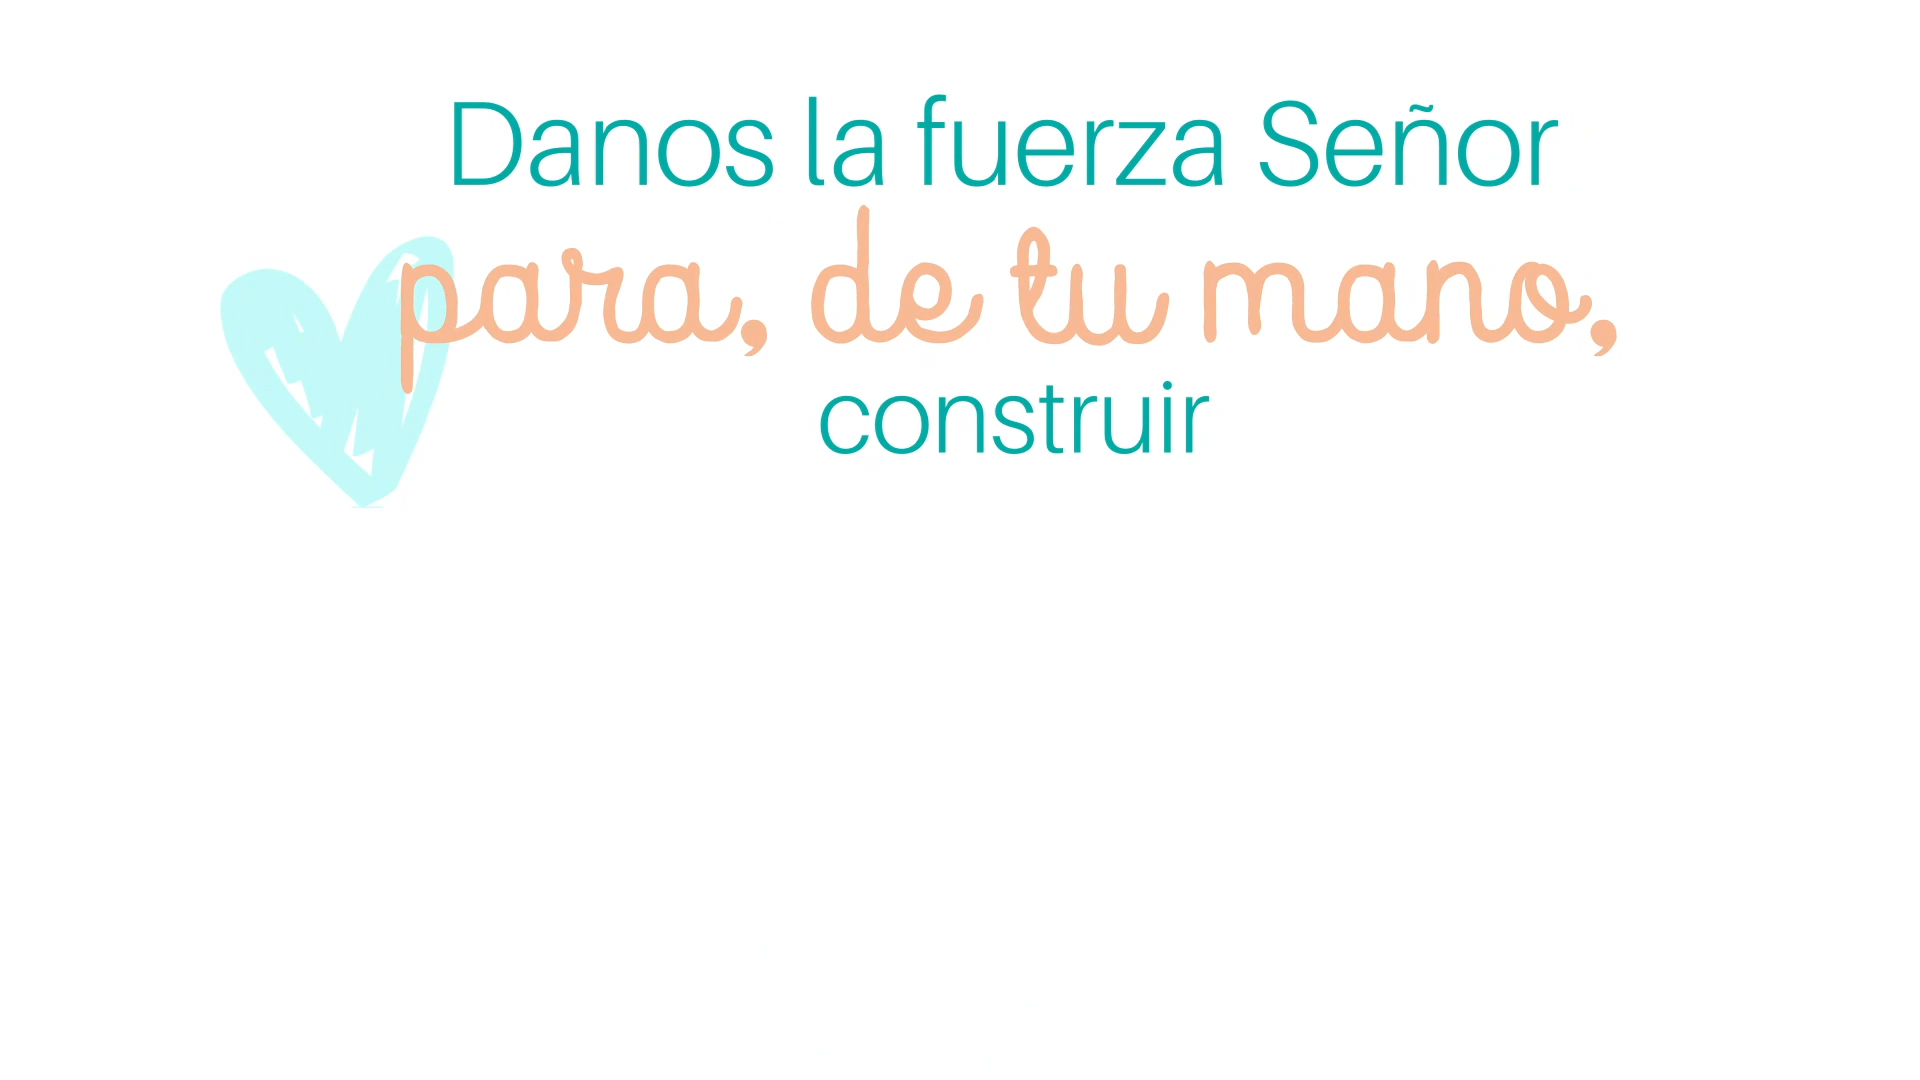 Danos la fuerza Señor
para, de tu mano,
construir